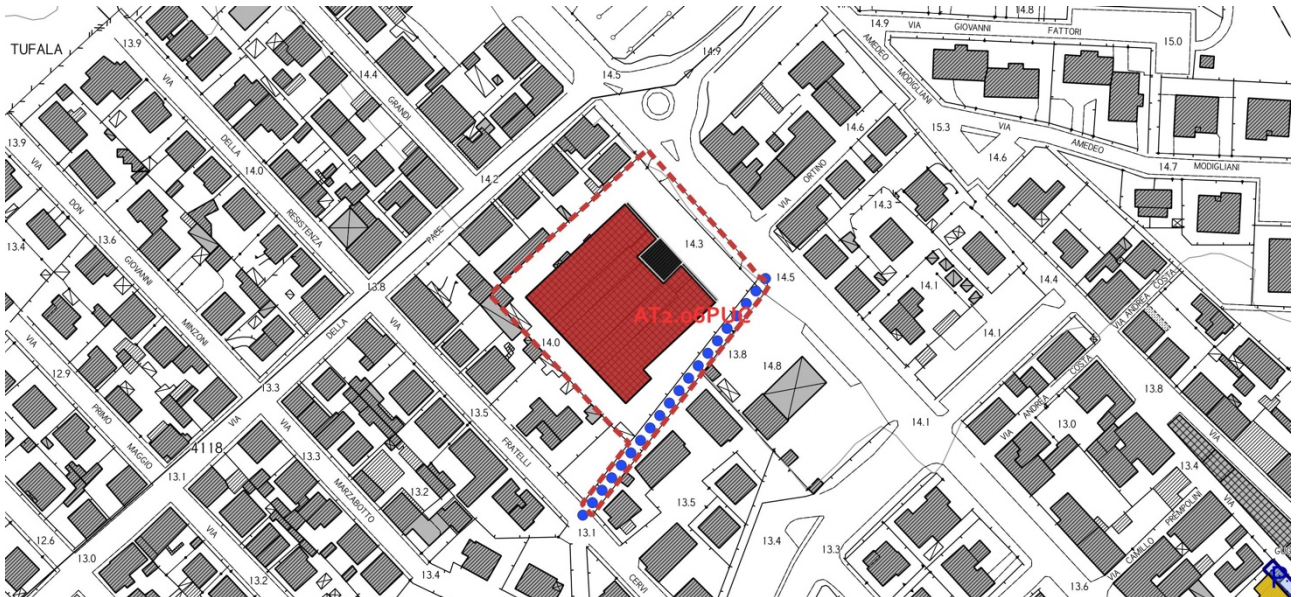 TUFALA
13.9
VIA
DELLA
RESISTENZA
14.0
14.4
GRANDI
14.5
14.9
14.9
VIA
GIOVANNI
FATTORI
14.8
15.0
AMEDEO
MODIGLIANI
15.3
VIA
AMEDEO
MODIGLIANI
14.7
14.6
14.6
ORTINO
VIA
14.3
13.9
VIA
DON
GIOVANNI
MINZONI
13.4
13.6
14.2
PACE
DELLA
VIA
13.8
14.3
14.5
14.0
AT2.06PUC
13.8
14.8
14.1
14.1
14.4
VIA ANDREA COSTA
VIA ANDREA COSTA
13.8
VIA
PRIMO
MAGGIO
12.9
13.3
4118
13.1
VIA
MARZABOTTO
13.3
13.2
13.4
VIA
FRATELLI
CERVI
13.5
13.5
13.1
13.4
13.3
14.1
13.0
13.4
VIA
CAMILLO
PREMPOLINI
13.6
VIA
12.6
13.0
VIA
13.2